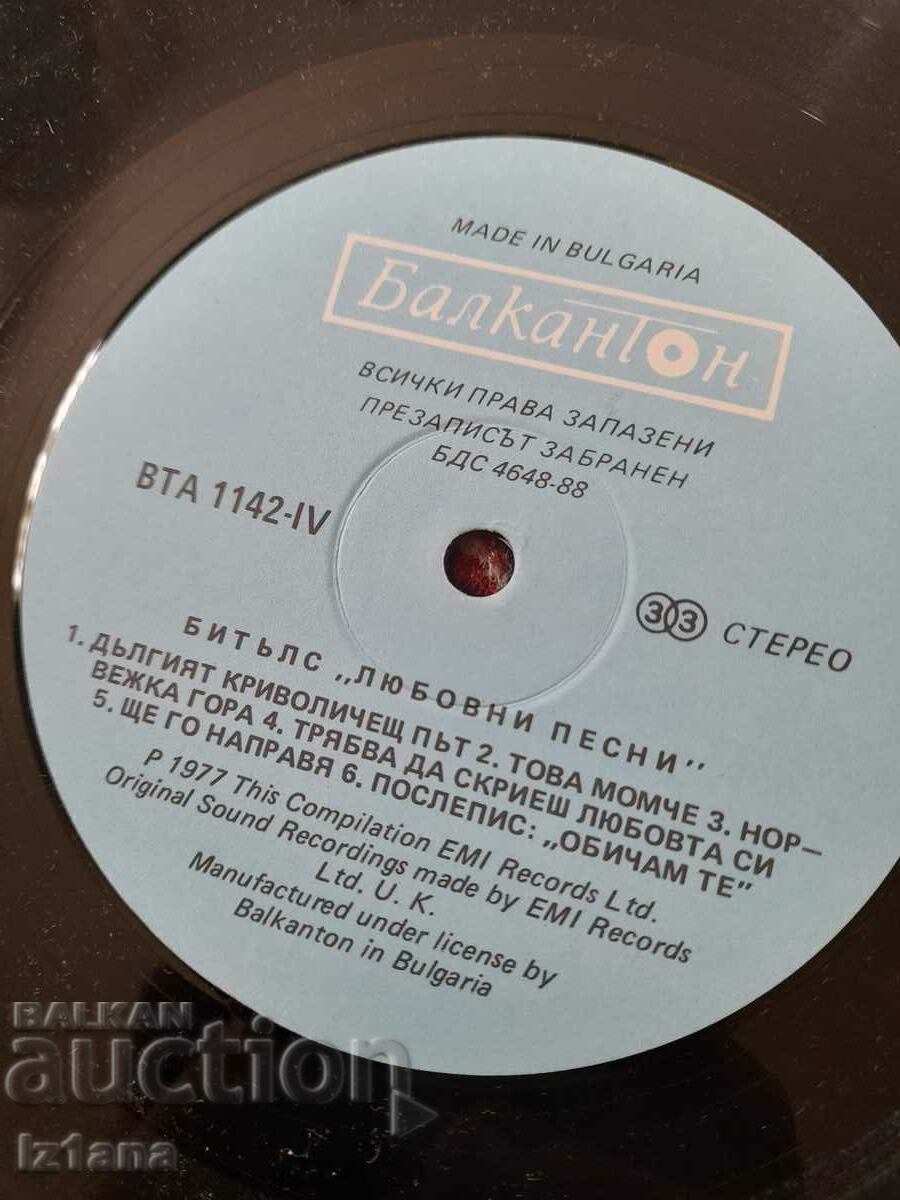 MADE IN BULGARIA
Балкантон
ВСИЧКИ ПРАВА ЗАПАЗЕНИ
ПРЕЗАПИСЪТ ЗАБРАНЕН
БДС 4648-88
ВТА 1142-IV
33 СТЕРЕО
БИТЪЛС „ЛЮБОВНИ ПЕСНИ"
1. ДЪЛГИЯТ КРИВОЛИЧЕЩ ПЪТ 2. ТОВА МОМЧЕ 3. НОР–
ВЕЖКА ГОРА 4. ТРЯБВА ДА СКРИЕШ ЛЮБОВТА СИ
5. ЩЕ ГО НАПРАВЯ 6. ПОСЛЕПИС: „ОБИЧАМ ТЕ"
P 1977 This Compilation EMI Records Ltd.
Original Sound Recordings made by EMI Records
Ltd. U. K.
Manufactured under license by
Balkanton in Bulgaria
BALKAN
auction
iz1ana